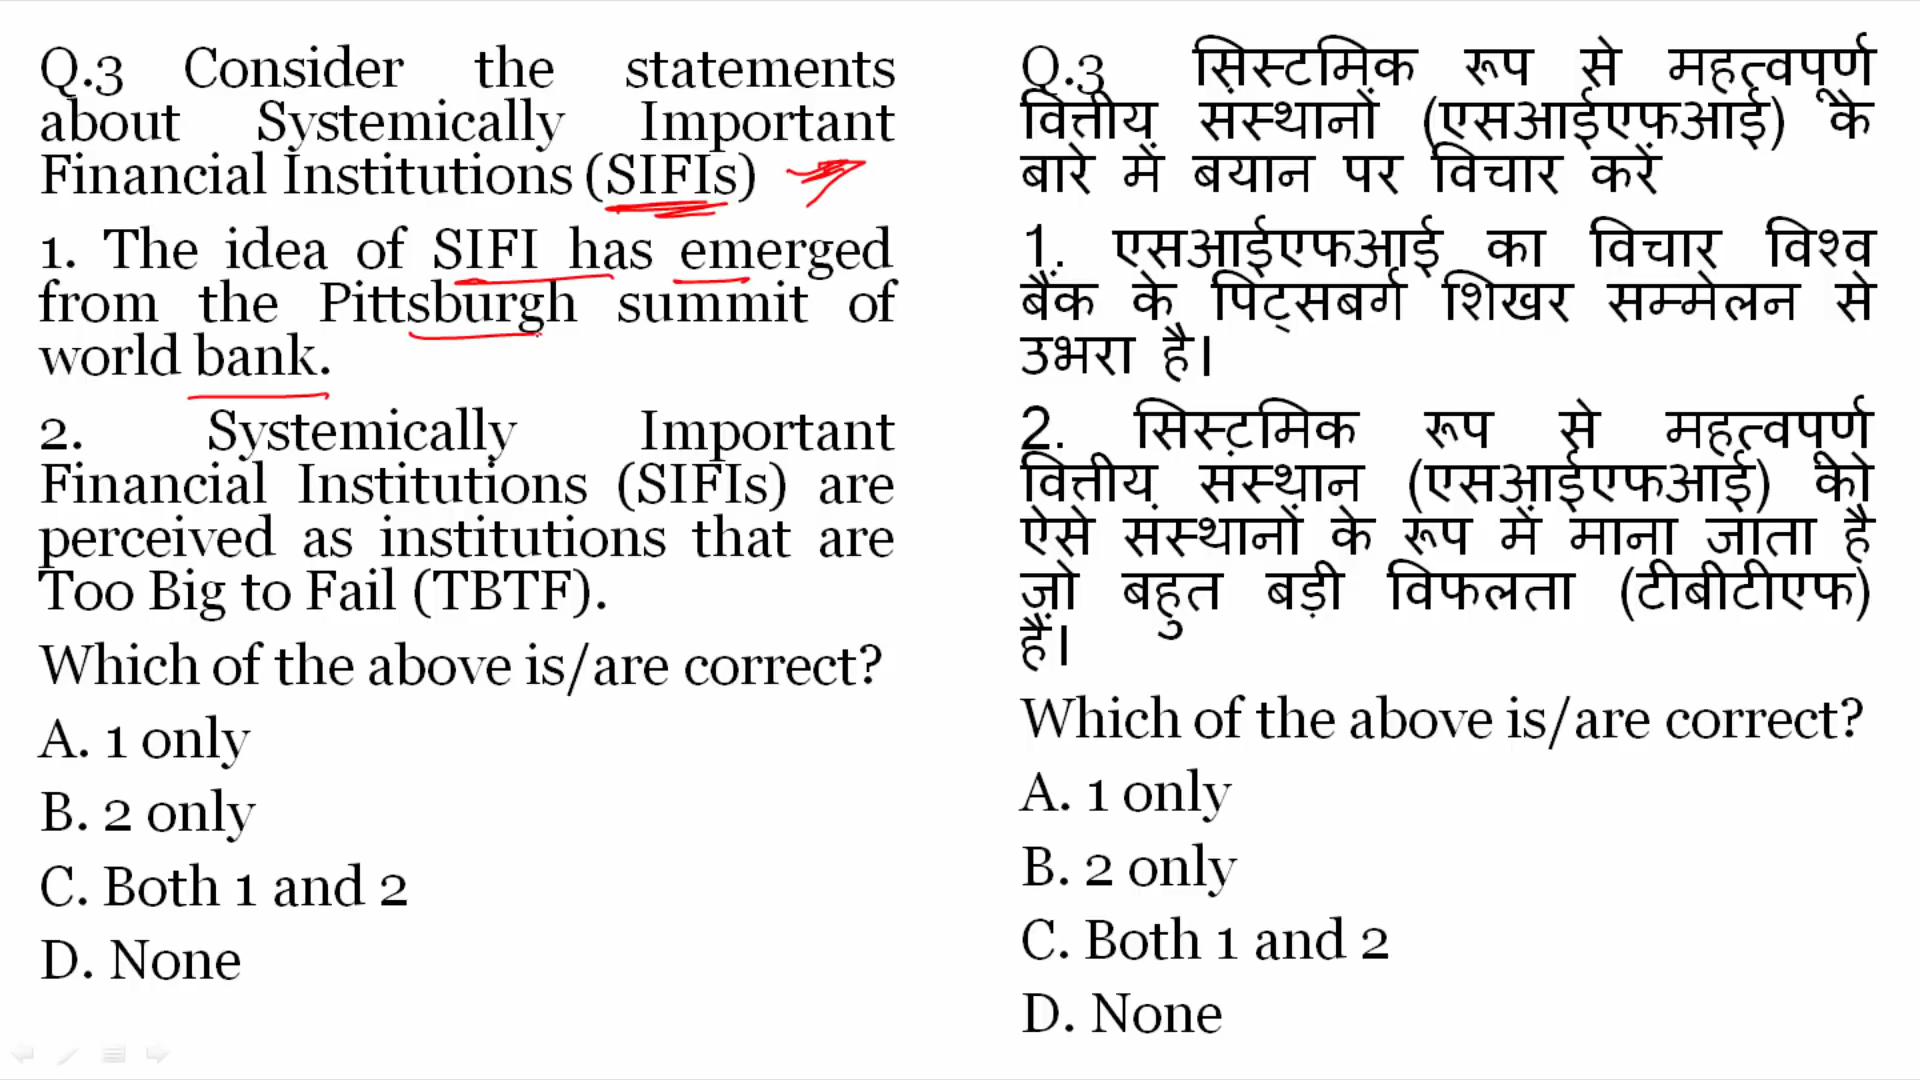 Q.3 Consider the statements
about Systemically Important
Financial Institutions (SIFIs)
1. The idea of SIFI has emerged
from the Pittsburgh summit of
world bank.
2. Systemically Important
Financial Institutions (SIFIs) are
perceived as institutions that are
Too Big to Fail (TBTF).
Which of the above is/are correct?
A. 1 only
B. 2 only
C. Both 1 and 2
D. None
Q.3 सिस्टमिक रूप से महत्वपूर्ण
वित्तीय संस्थानों (एसआईएफआई) के
बारे में बयान पर विचार करें
1. एसआईएफआई का विचार विश्व
बैंक के पिट्सबर्ग शिखर सम्मेलन से
उभरा है।
2. सिस्टमिक रूप से महत्वपूर्ण
वित्तीय संस्थान (एसआईएफआई) को
ऐसे संस्थानों के रूप में माना जाता है
जो बहुत बड़ी विफलता (टीबीटीएफ)
हैं।
Which of the above is/are correct?
A. 1 only
B. 2 only
C. Both 1 and 2
D. None